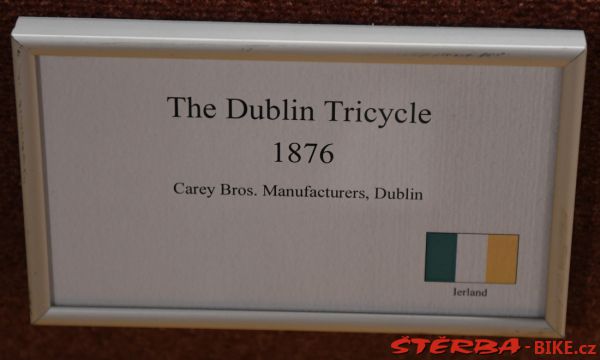 The Dublin Tricycle
1876
Carey Bros. Manufacturers, Dublin
Ierland
ŠTĚRBA-BIKE.cz